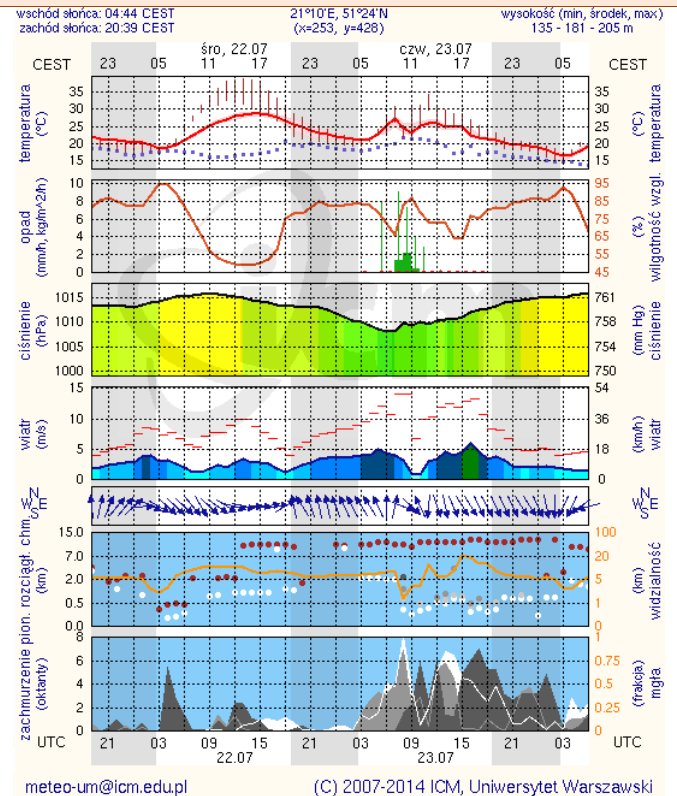 wschód słońca: 04:44 CEST 21°10'E, 51°24'N wysokość (min, środek, max)
zachód słońca: 20:39 CEST (x=253, y=428) 135 - 181 - 205 m
śro, 22.07 czw, 23.07
CEST 23 05 11 17 23 05 11 17 23 05 CEST
temperatura (°C) 35 30 25 20 15 35 30 25 20 15 (°C) temperatura
opad (mm/h, kg/m^2/h) 10 8 6 4 2 0 95 85 75 65 55 45 (%) wilgotność wzgl.
ciśnienie (hPa) 1015 1010 1005 1000 761 758 754 750 (mm Hg) ciśnienie
wiatr (m/s) 15 10 5 0 54 36 18 0 (km/h) wiatr
N W E S N W E S
pion. rozciągł. chm. (km) 15.0 7.0 2.0 0.5 0.0 100 20 5 1 0 (km) widzialność
zachmurzenie (oktanty) 8 6 4 2 0 1 0.75 0.5 0.25 0 (frakcja) mgła
UTC 21 03 09 15 21 03 09 15 21 03 UTC
22.07 23.07
icm
meteo-um@icm.edu.pl (C) 2007-2014 ICM, Uniwersytet Warszawski